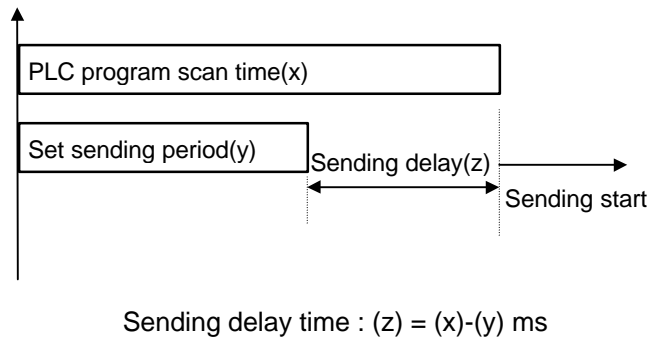 PLC program scan time(x)
Set sending period(y)
Sending delay(z)
Sending start
Sending delay time : (z) = (x)-(y) ms